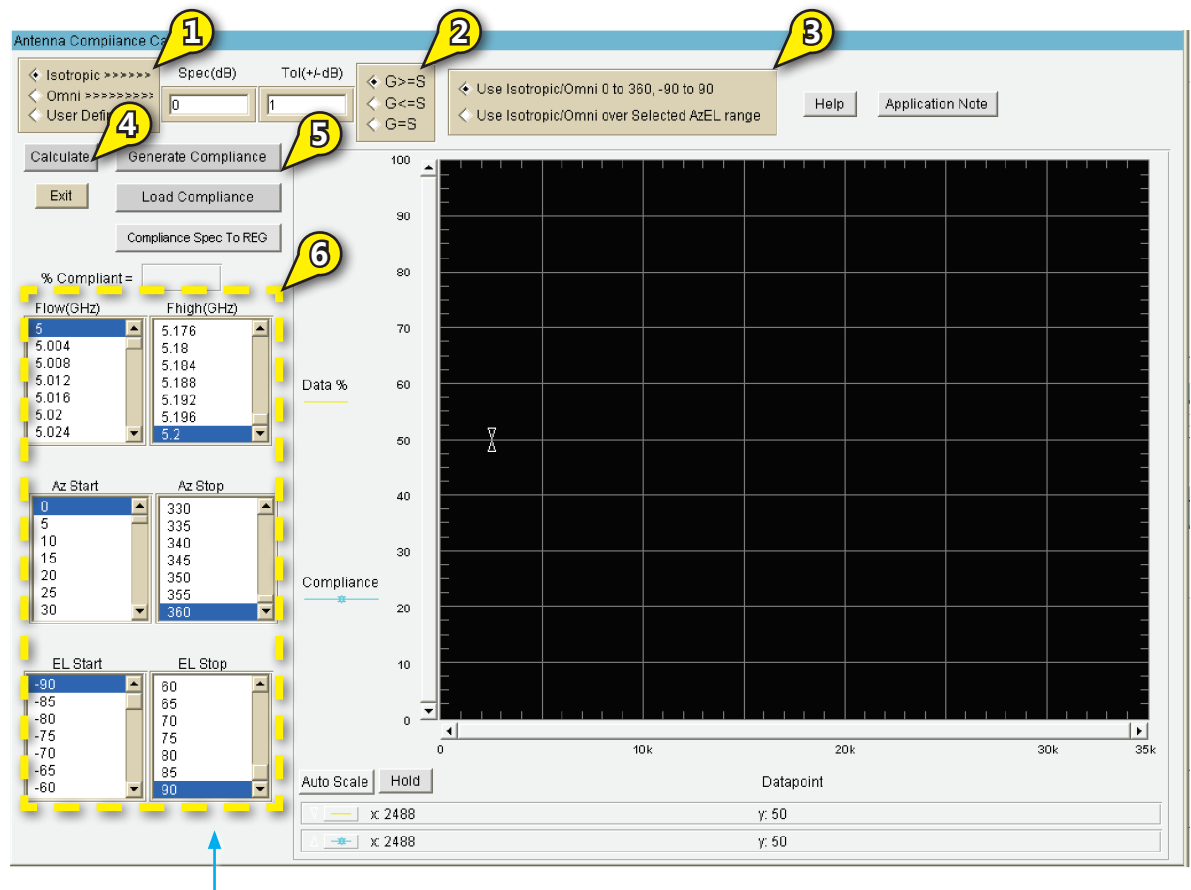 Antenna Compiliance Ca
1
2
3
Isotropic >>>>>>
Omni >>>>>>>>>
User Defin
Spec(dB)
Tol(+/-dB)
0
1
G>=S
G<=S
G=S
Use Isotropic/Omni 0 to 360, -90 to 90
Use Isotropic/Omni over Selected AzEL range
Help
Application Note
4
5
Calculate
Generate Compliance
Exit
Load Compliance
Compliance Spec To REG
6
% Compliant =
Flow(GHz)
5
5.004
5.008
5.012
5.016
5.02
5.024
Fhigh(GHz)
5.176
5.18
5.184
5.188
5.192
5.196
5.2
Az Start
0
5
10
15
20
25
30
Az Stop
330
335
340
345
350
355
360
EL Start
-90
-85
-80
-75
-70
-65
-60
EL Stop
60
65
70
75
80
85
90
Data %
Compliance
100
90
80
70
60
50
40
30
20
10
0
0
10k
20k
30k
35k
Auto Scale
Hold
Datapoint
x: 2488
y: 50
x: 2488
y: 50